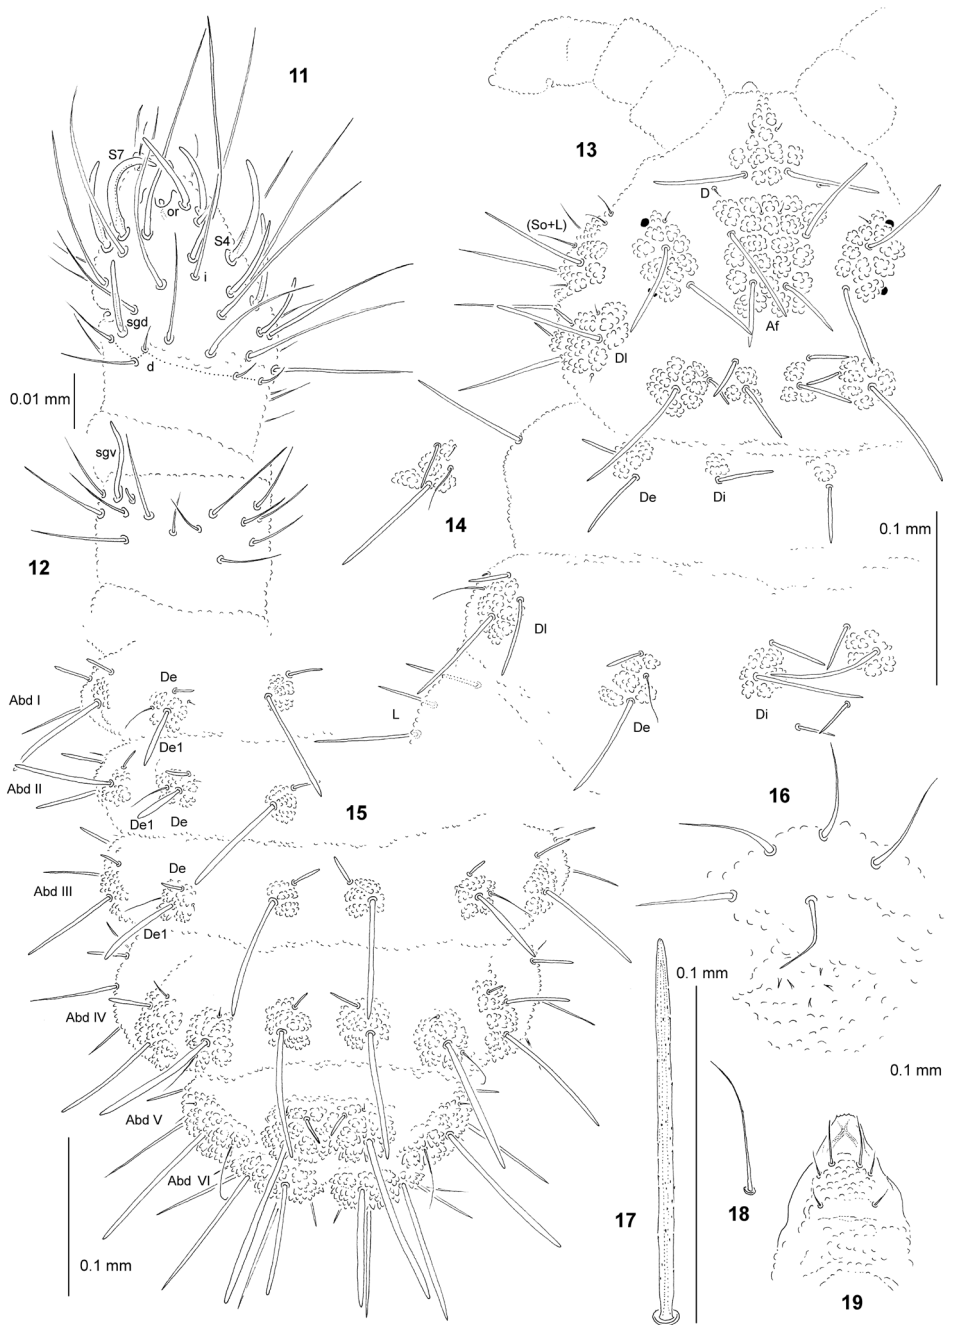 11
S7
or
S4
i
sgd
d
0.01 mm
sgv
12
13
D
(So+L)
Af
Dl
De
Di
0.1 mm
14
Dl
L
De
Di
Abd I
De
De1
Abd II
De1
De
15
Abd III
De
De1
Abd IV
Abd V
Abd VI
0.1 mm
16
0.1 mm
17
0.1 mm
18
19